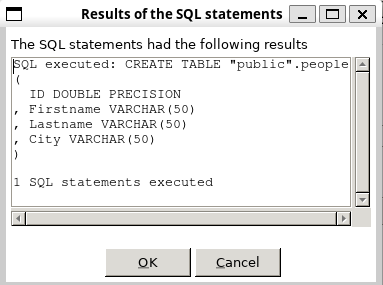 Results of the SQL statements
The SQL statements had the following results
SQL executed: CREATE TABLE "public".people
(
  ID DOUBLE PRECISION
, Firstname VARCHAR(50)
, Lastname VARCHAR(50)
, City VARCHAR(50)
)
1 SQL statements executed
OK
Cancel